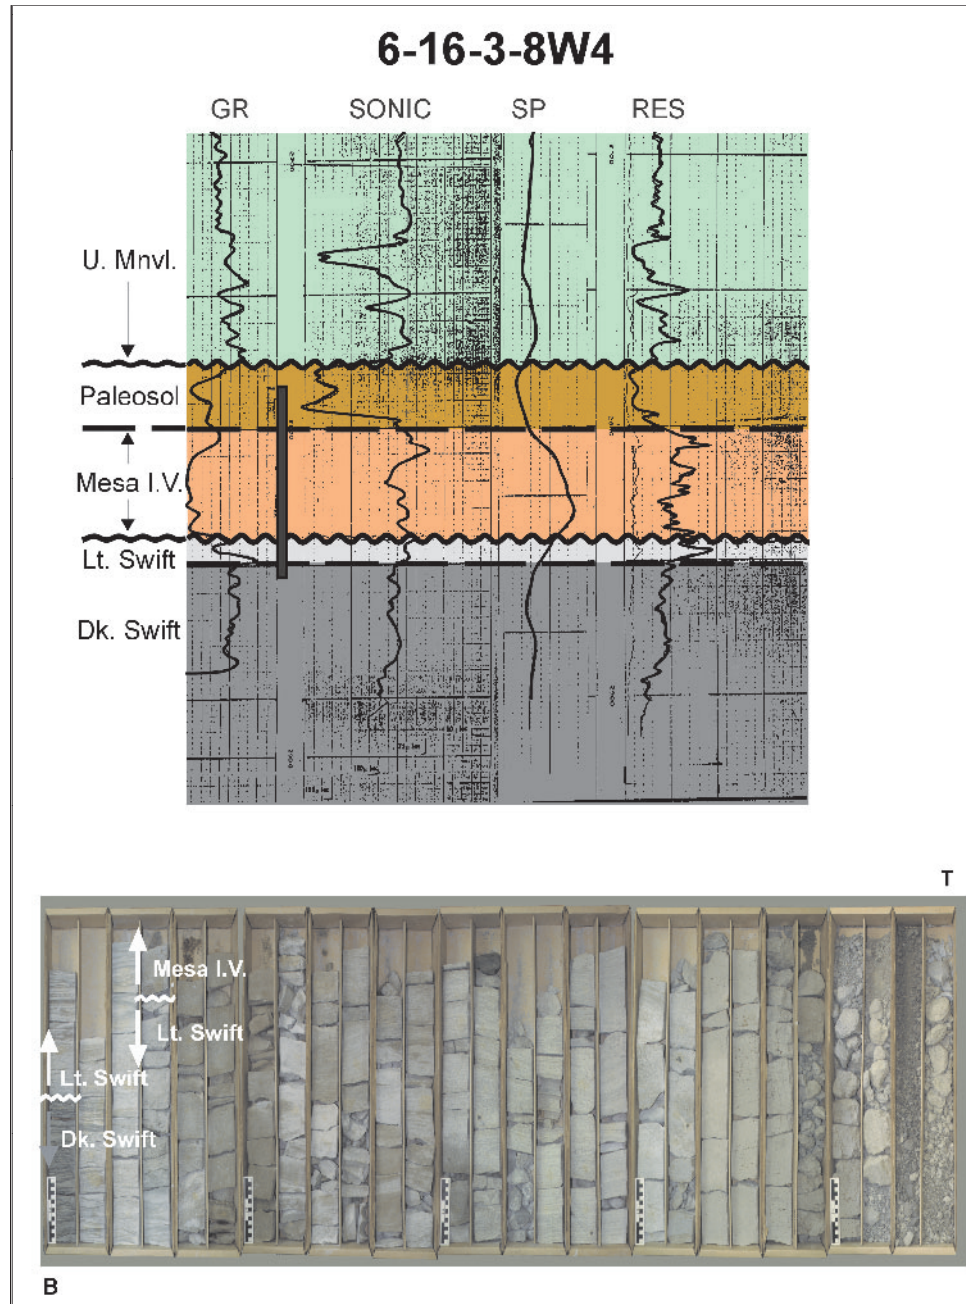 6-16-3-8W4
GR SONIC SP RES
U. Mnvl.
Paleosol
Mesa I.V.
Lt. Swift
Dk. Swift
T
Mesa I.V.
Lt. Swift
Lt. Swift
Dk. Swift
B